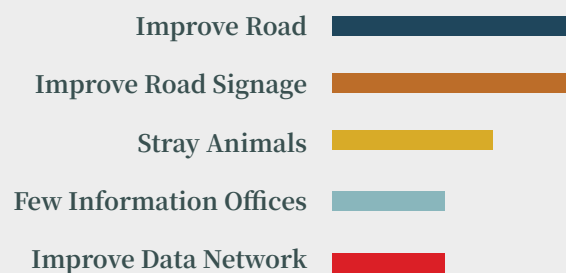 Improve Road
Improve Road Signage
Stray Animals
Few Information Offices
Improve Data Network